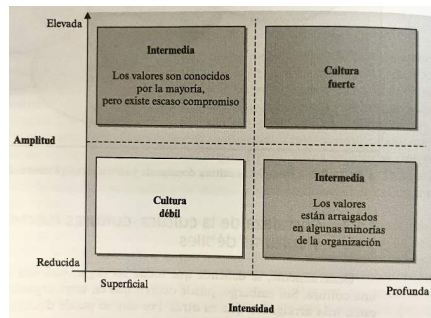 Elevada
Intermedia
Los valores son conocidos
por la mayoría,
pero existe escaso compromiso
Cultura
fuerte
Amplitud
Cultura
débil
Intermedia
Los valores
están arraigados
en algunas minorías
de la organización
Reducida
Superficial
Profunda
Intensidad